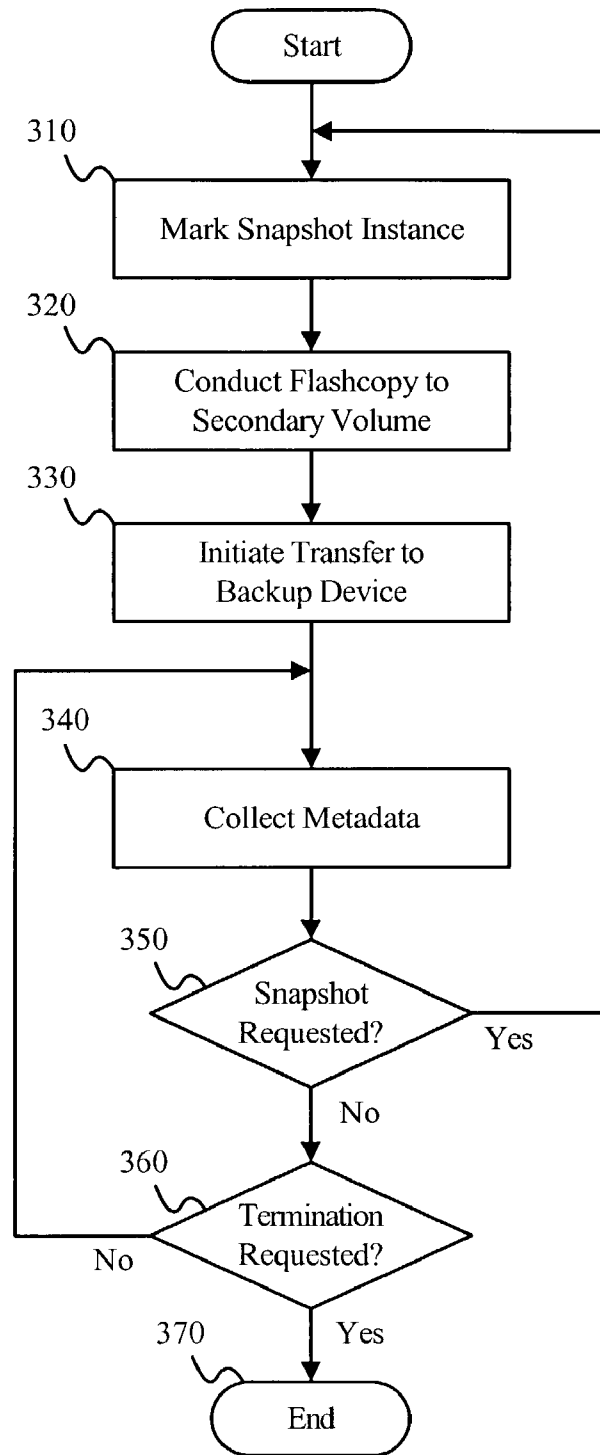 Start
310
Mark Snapshot Instance
320
Conduct Flashcopy to
Secondary Volume
330
Initiate Transfer to
Backup Device
340
Collect Metadata
350
Snapshot
Requested?
Yes
No
360
Termination
Requested?
No
Yes
370
End